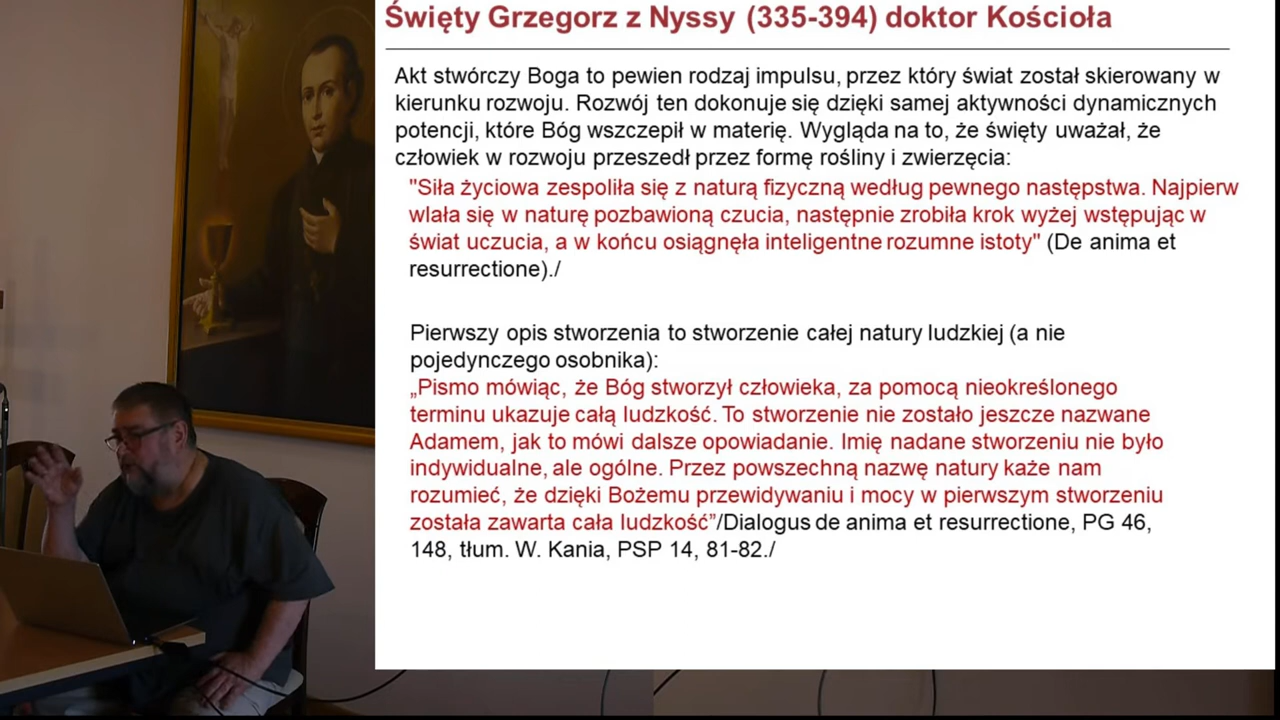 Święty Grzegorz z Nyssy (335-394) doktor Kościoła
Akt stwórczy Boga to pewien rodzaj impulsu, przez który świat został skierowany w
kierunku rozwoju. Rozwój ten dokonuje się dzięki samej aktywności dynamicznych
potencji, które Bóg wszczepił w materię. Wygląda na to, że święty uważał, że
człowiek w rozwoju przeszedł przez formę rośliny i zwierzęcia:
"Siła życiowa zespoliła się z naturą fizyczną według pewnego następstwa. Najpierw
wlała się w naturę pozbawioną czucia, następnie zrobiła krok wyżej wstępując w
świat uczucia, a w końcu osiągnęła inteligentne rozumne istoty" (De anima et
resurrectione)./
Pierwszy opis stworzenia to stworzenie całej natury ludzkiej (a nie
pojedynczego osobnika):
„Pismo mówiąc, że Bóg stworzył człowieka, za pomocą nieokreślonego
terminu ukazuje całą ludzkość. To stworzenie nie zostało jeszcze nazwane
Adamem, jak to mówi dalsze opowiadanie. Imię nadane stworzeniu nie było
indywidualne, ale ogólne. Przez powszechną nazwę natury każe nam
rozumieć, że dzięki Bożemu przewidywaniu i mocy w pierwszym stworzeniu
została zawarta cała ludzkość”/Dialogus de anima et resurrectione, PG 46,
148, tłum. W. Kania, PSP 14, 81-82./